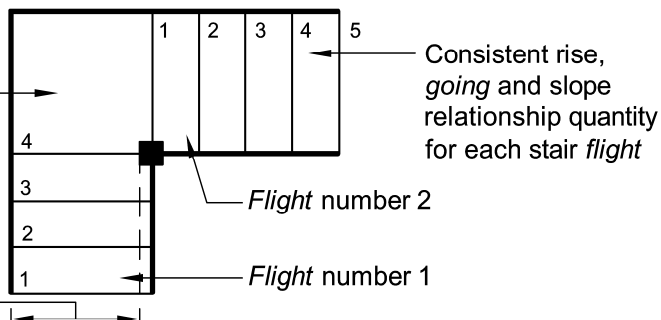 1 2 3 4 5
Consistent rise,
going and slope
relationship quantity
for each stair flight
4
3
Flight number 2
2
1
Flight number 1